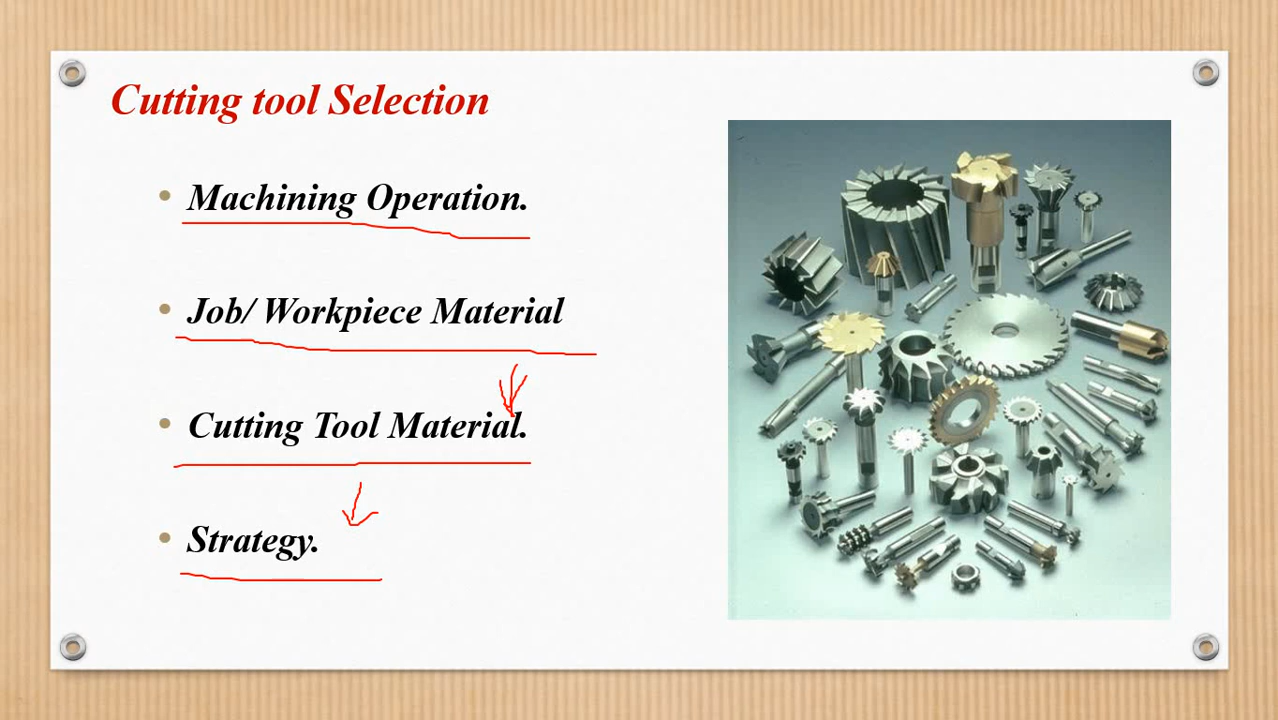 Cutting tool Selection
• Machining Operation.
• Job/ Workpiece Material
• Cutting Tool Material.
• Strategy.